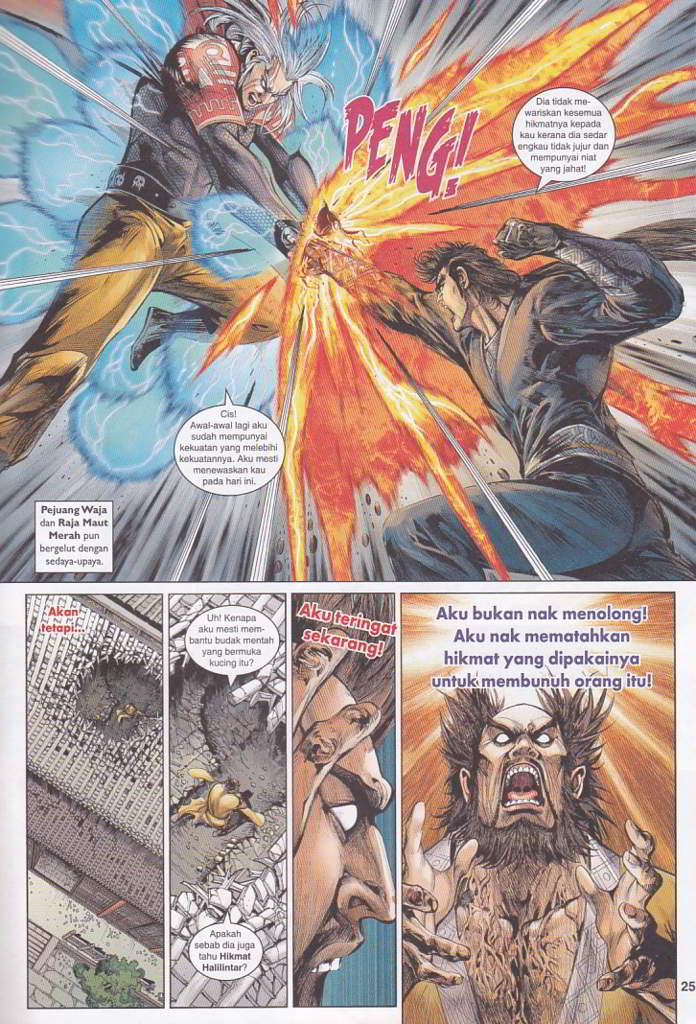 PENG!
Dia tidak me-
wariskan kesemua
hikmatnya kepada
kau kerana dia sedar
engkau tidak jujur dan
mempunyai niat
yang jahat!
Cis!
Awal-awal lagi aku
sudah mempunyai
kekuatan yang melebihi
kekuatannya. Aku mesti
menewaskan kau
pada hari ini.
Pejuang Waja
dan Raja Maut
Merah pun
bergelut dengan
sedaya-upaya.
Akan
tetapi...
Uh! Kenapa
aku mesti mem-
bantu budak mentah
yang bermuka
kucing itu?
Apakah
sebab dia juga
tahu Hikmat
Halilintar?
Aku teringat
sekarang!
Aku bukan nak menolong!
Aku nak mematahkan
hikmat yang dipakainya
untuk membunuh orang itu!
25